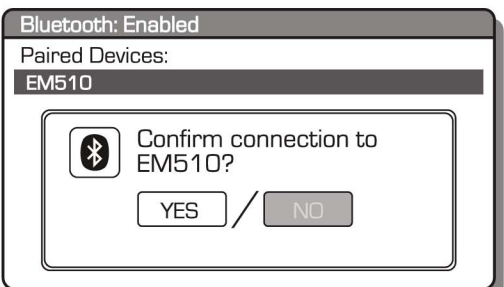 Bluetooth: Enabled
Paired Devices:
EM510
Confirm connection to
EM510?
YES / NO